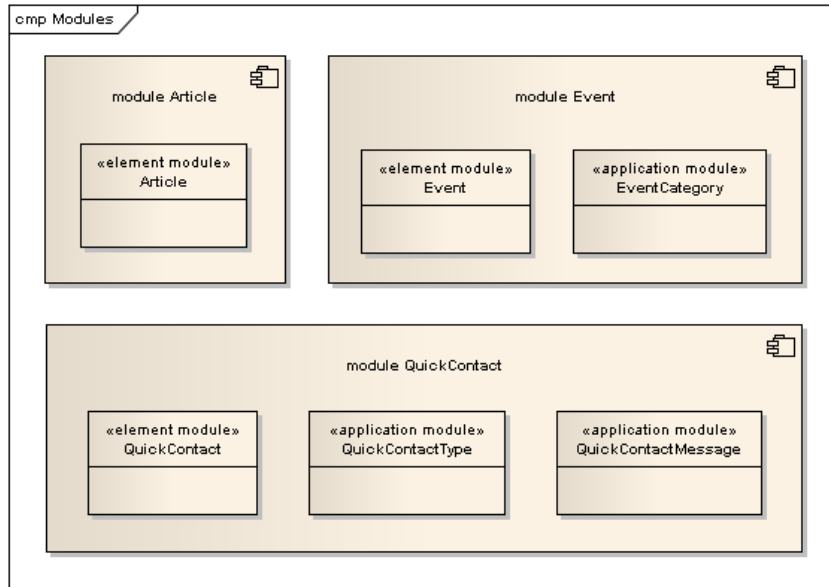 cmp Modules
module Article
«element module»
Article
module Event
«element module»
Event
«application module»
EventCategory
module QuickContact
«element module»
QuickContact
«application module»
QuickContactType
«application module»
QuickContactMessage